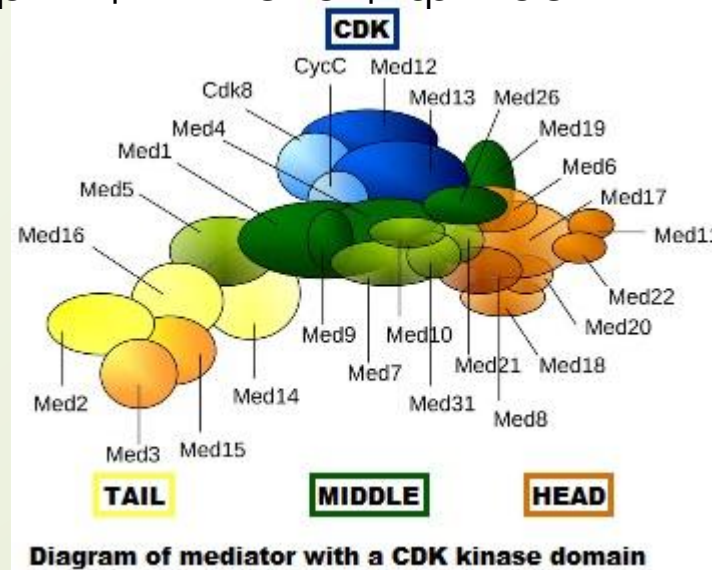 CDK
CycC Med12
Cdk8 Med13 Med26
Med4 Med19
Med1 Med6
Med5 Med17
Med16 Med11
Med22
Med9 Med10 Med20
Med7 Med21 Med18
Med2 Med14 Med31
Med8
Med3 Med15
TAIL MIDDLE HEAD
Diagram of mediator with a CDK kinase domain